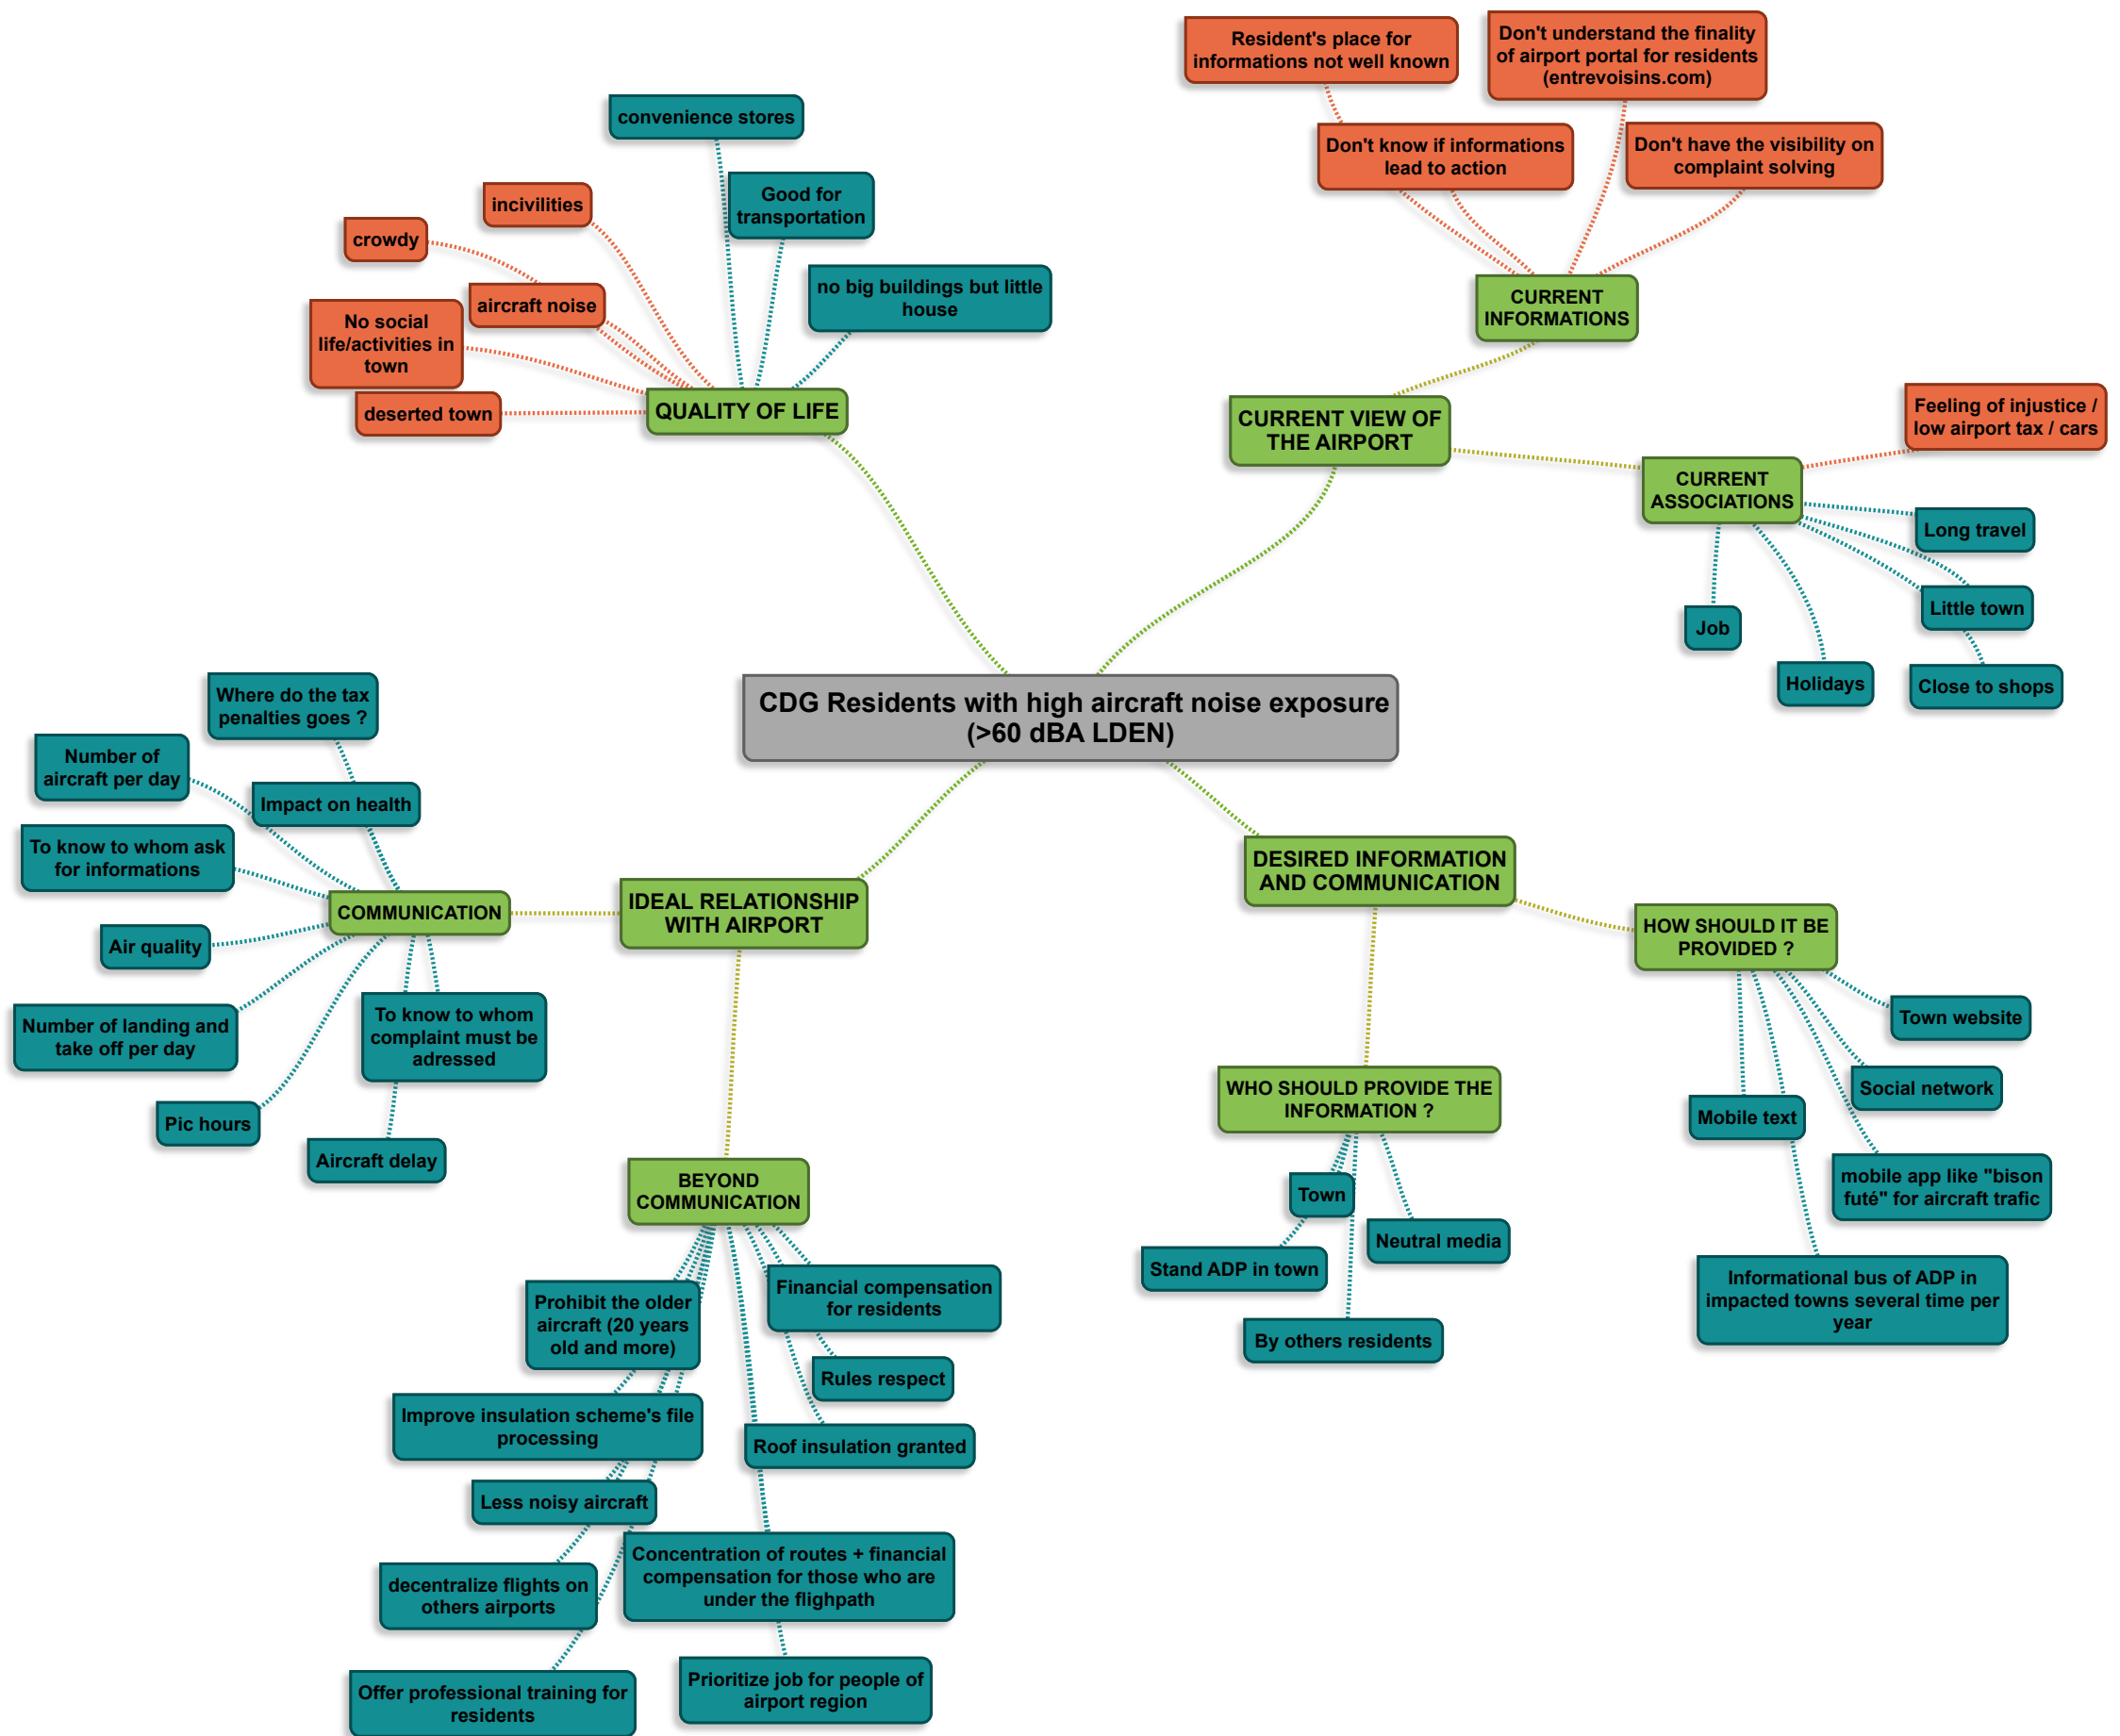 CDG Residents with high aircraft noise exposure
(>60 dBA LDEN)
QUALITY OF LIFE
convenience stores
Good for
transportation
no big buildings but little
house
incivilities
crowdy
aircraft noise
No social
life/activities in
town
deserted town
CURRENT VIEW OF
THE AIRPORT
CURRENT
INFORMATIONS
Resident's place for
informations not well known
Don't understand the finality
of airport portal for residents
(entrevoisins.com)
Don't know if informations
lead to action
Don't have the visibility on
complaint solving
CURRENT
ASSOCIATIONS
Feeling of injustice /
low airport tax / cars
Long travel
Little town
Close to shops
Holidays
Job
IDEAL RELATIONSHIP
WITH AIRPORT
COMMUNICATION
Where do the tax
penalties goes ?
Number of
aircraft per day
Impact on health
To know to whom ask
for informations
Air quality
Number of landing and
take off per day
Pic hours
To know to whom
complaint must be
adressed
Aircraft delay
BEYOND
COMMUNICATION
Prohibit the older
aircraft (20 years
old and more)
Financial compensation
for residents
Rules respect
Improve insulation scheme's file
processing
Roof insulation granted
Less noisy aircraft
Concentration of routes + financial
compensation for those who are
under the flighpath
decentralize flights on
others airports
Offer professional training for
residents
Prioritize job for people of
airport region
DESIRED INFORMATION
AND COMMUNICATION
WHO SHOULD PROVIDE THE
INFORMATION ?
Town
Stand ADP in town
Neutral media
By others residents
HOW SHOULD IT BE
PROVIDED ?
Town website
Social network
Mobile text
mobile app like "bison
futé" for aircraft trafic
Informational bus of ADP in
impacted towns several time per
year